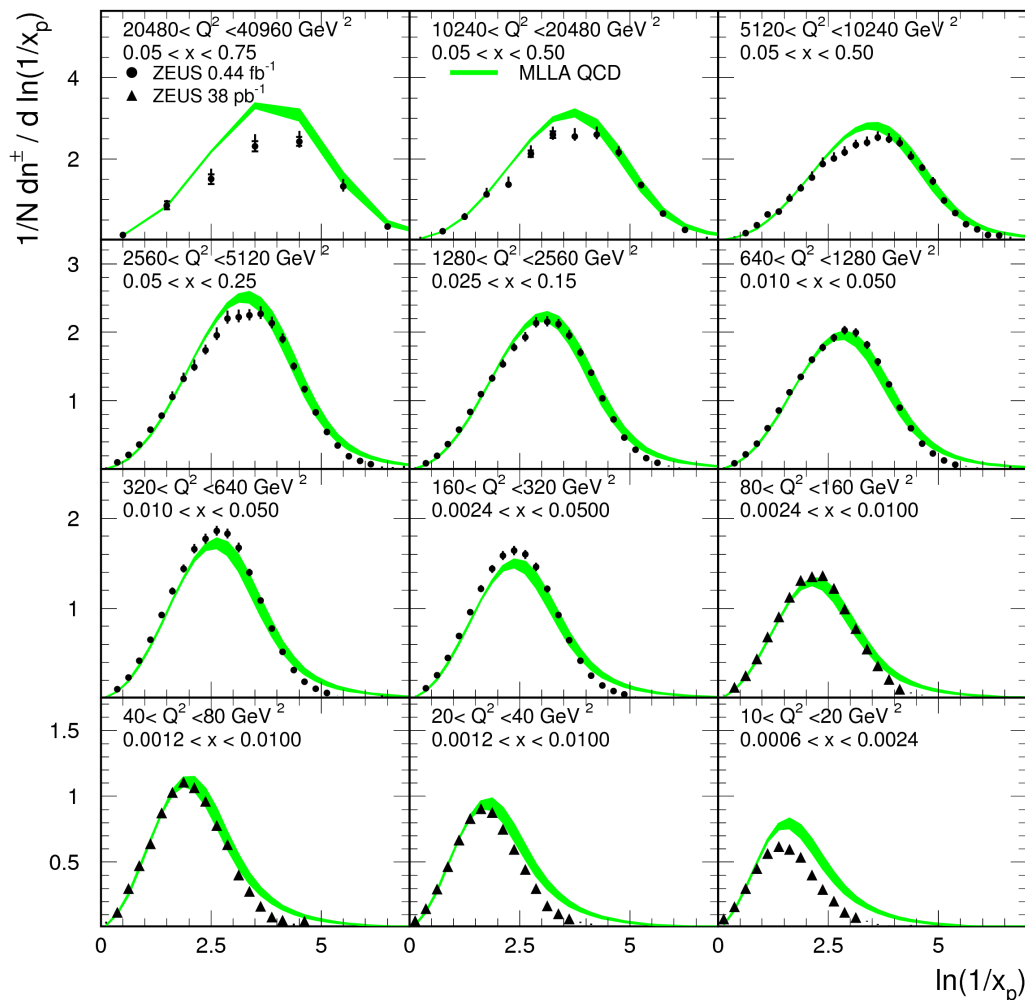 1/N dn± / d ln(1/xₚ)
20480< Q² <40960 GeV²
0.05 < x < 0.75
ZEUS 0.44 fb⁻¹
ZEUS 38 pb⁻¹
10240< Q² <20480 GeV²
0.05 < x < 0.50
MLLA QCD
5120< Q² <10240 GeV²
0.05 < x < 0.50
4
2
2560< Q² <5120 GeV²
0.05 < x < 0.25
1280< Q² <2560 GeV²
0.025 < x < 0.15
640< Q² <1280 GeV²
0.010 < x < 0.050
3
2
1
320< Q² <640 GeV²
0.010 < x < 0.050
160< Q² <320 GeV²
0.0024 < x < 0.0500
80< Q² <160 GeV²
0.0024 < x < 0.0100
2
1
40< Q² <80 GeV²
0.0012 < x < 0.0100
20< Q² <40 GeV²
0.0012 < x < 0.0100
10< Q² <20 GeV²
0.0006 < x < 0.0024
1.5
1
0.5
0 2.5 5 0 2.5 5 0 2.5 5
ln(1/xₚ)